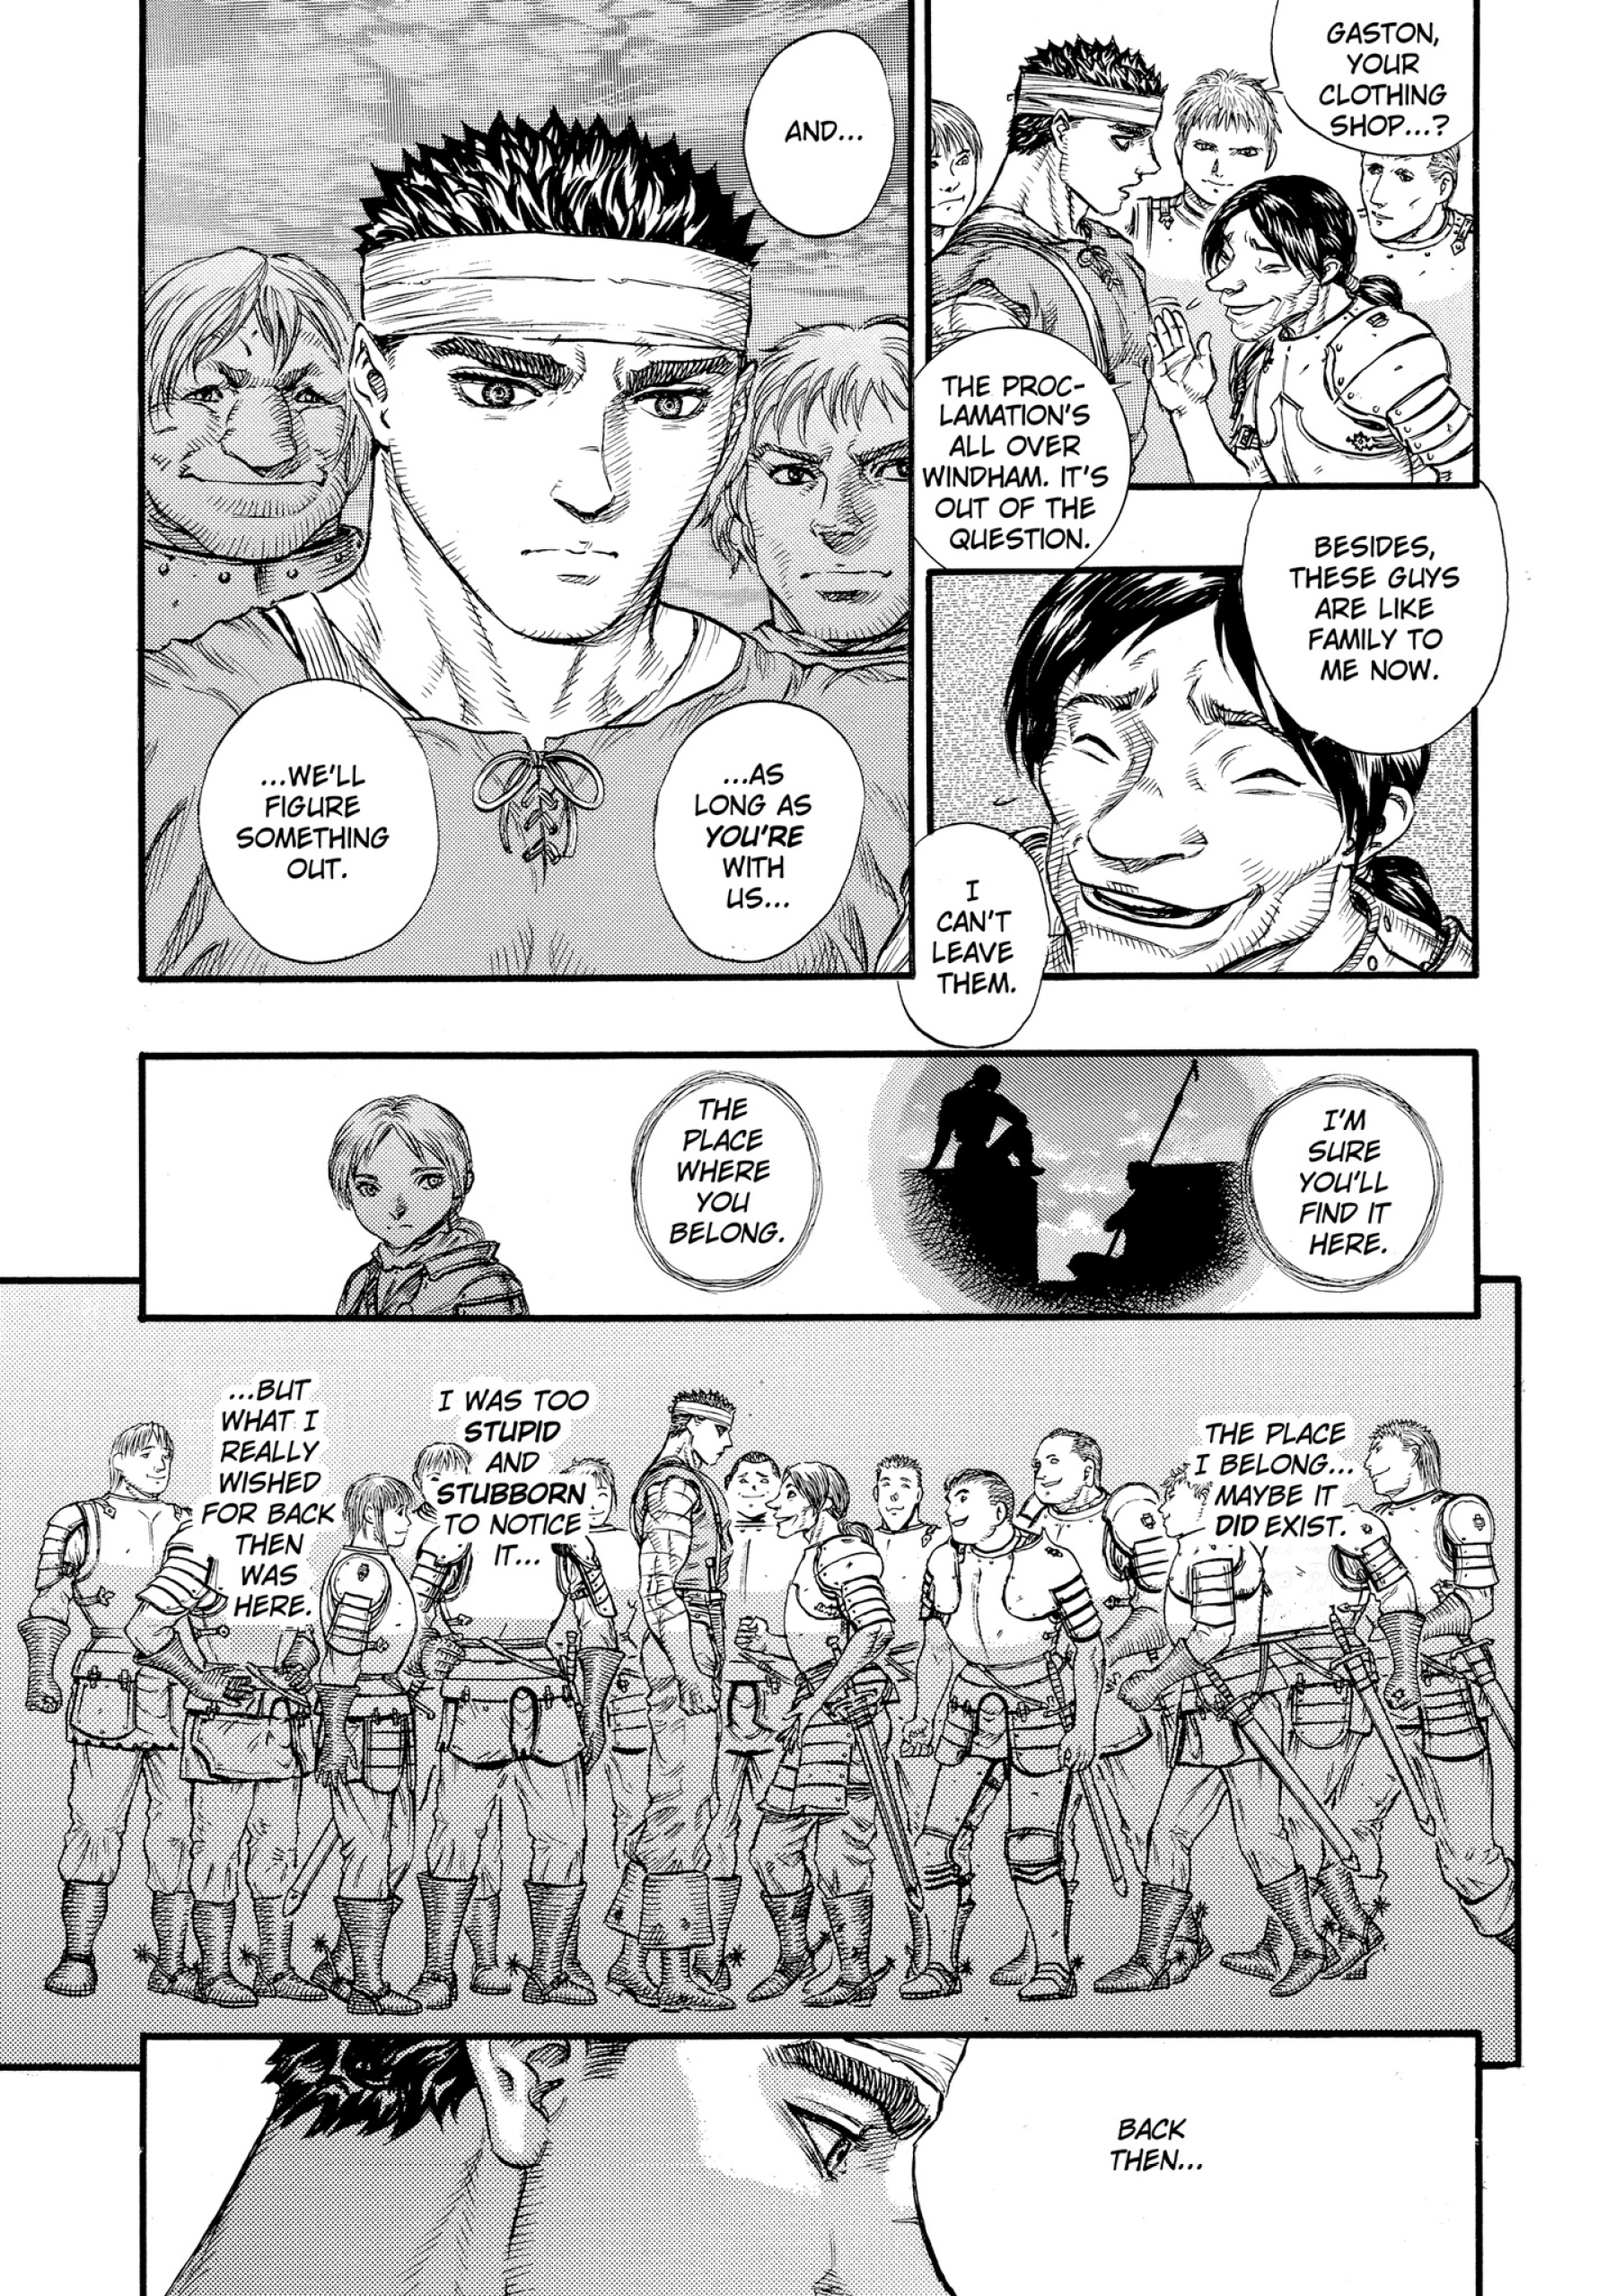 GASTON,
YOUR
CLOTHING
SHOP...?
THE PROC-
LAMATION'S
ALL OVER
WINDHAM. IT'S
OUT OF THE
QUESTION.
BESIDES,
THESE GUYS
ARE LIKE
FAMILY TO
ME NOW.
I
CAN'T
LEAVE
THEM.
AND...
...AS
LONG AS
YOU'RE
WITH
US...
...WE'LL
FIGURE
SOMETHING
OUT.
I'M
SURE
YOU'LL
FIND IT
HERE.
THE
PLACE
WHERE
YOU
BELONG.
THE PLACE
I BELONG...
MAYBE IT
DID EXIST.
I WAS TOO
STUPID
AND
STUBBORN
TO NOTICE
IT...
...BUT
WHAT I
REALLY
WISHED
FOR BACK
THEN
WAS
HERE.
BACK
THEN...